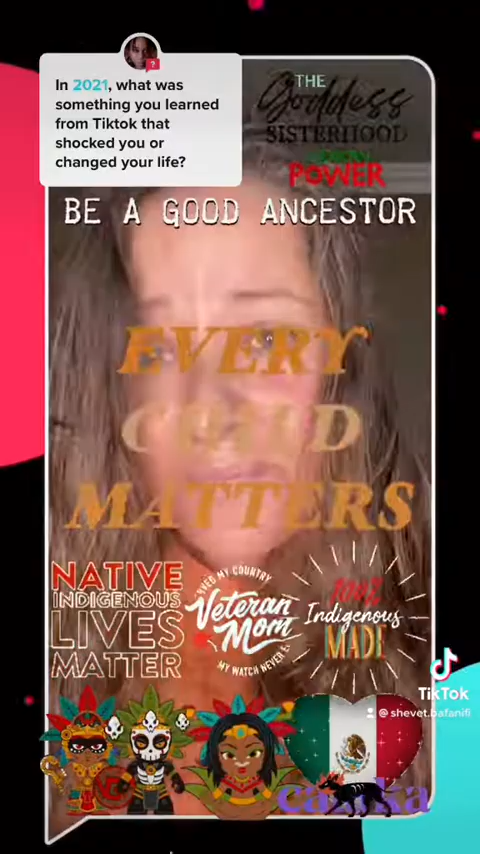 In 2021, what was
something you learned
from Tiktok that
shocked you or
changed your life?
THE
Goddess
SISTERHOOD
POWER
BE A GOOD ANCESTOR
EVERY
CHILD
MATTERS
NATIVE
INDIGENOUS
LIVES
MATTER
MY COUNTRY
Veteran
Mom
MY WATCH NEVER
100%
Indigenous
MADE
TikTok
@ shevet.bafanifi